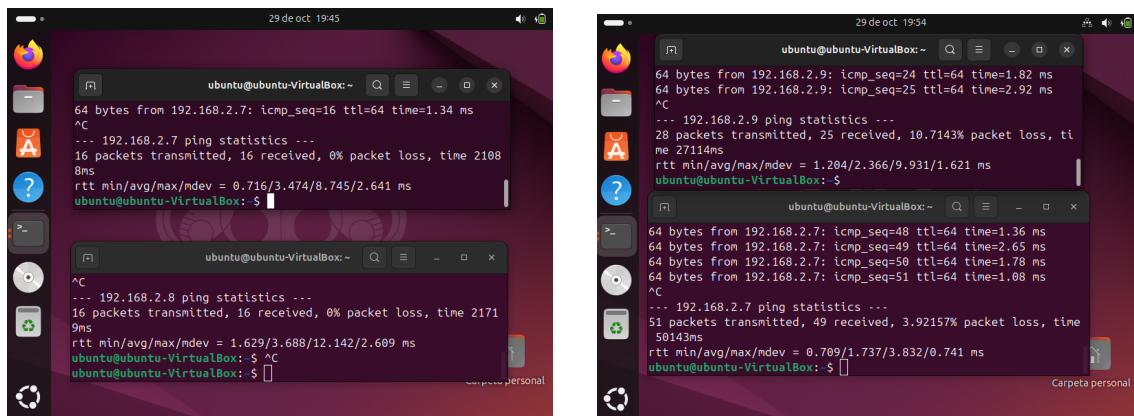 29 de oct 19:45
ubuntu@ubuntu-VirtualBox: ~
64 bytes from 192.168.2.7: icmp_seq=16 ttl=64 time=1.34 ms
^C
--- 192.168.2.7 ping statistics ---
16 packets transmitted, 16 received, 0% packet loss, time 2108
8ms
rtt min/avg/max/mdev = 0.716/3.474/8.745/2.641 ms
ubuntu@ubuntu-VirtualBox:~$
ubuntu@ubuntu-VirtualBox: ~
^C
--- 192.168.2.8 ping statistics ---
16 packets transmitted, 16 received, 0% packet loss, time 2171
9ms
rtt min/avg/max/mdev = 1.629/3.688/12.142/2.609 ms
ubuntu@ubuntu-VirtualBox:~$ ^C
ubuntu@ubuntu-VirtualBox:~$
Carpeta personal
29 de oct 19:54
ubuntu@ubuntu-VirtualBox: ~
64 bytes from 192.168.2.9: icmp_seq=24 ttl=64 time=1.82 ms
64 bytes from 192.168.2.9: icmp_seq=25 ttl=64 time=2.92 ms
^C
--- 192.168.2.9 ping statistics ---
28 packets transmitted, 25 received, 10.7143% packet loss, ti
me 27114ms
rtt min/avg/max/mdev = 1.204/2.366/9.931/1.621 ms
ubuntu@ubuntu-VirtualBox:~$
ubuntu@ubuntu-VirtualBox: ~
64 bytes from 192.168.2.7: icmp_seq=48 ttl=64 time=1.36 ms
64 bytes from 192.168.2.7: icmp_seq=49 ttl=64 time=2.65 ms
64 bytes from 192.168.2.7: icmp_seq=50 ttl=64 time=1.78 ms
64 bytes from 192.168.2.7: icmp_seq=51 ttl=64 time=1.08 ms
^C
--- 192.168.2.7 ping statistics ---
51 packets transmitted, 49 received, 3.92157% packet loss, time
50143ms
rtt min/avg/max/mdev = 0.709/1.737/3.832/0.741 ms
ubuntu@ubuntu-VirtualBox:~$
Carpeta personal